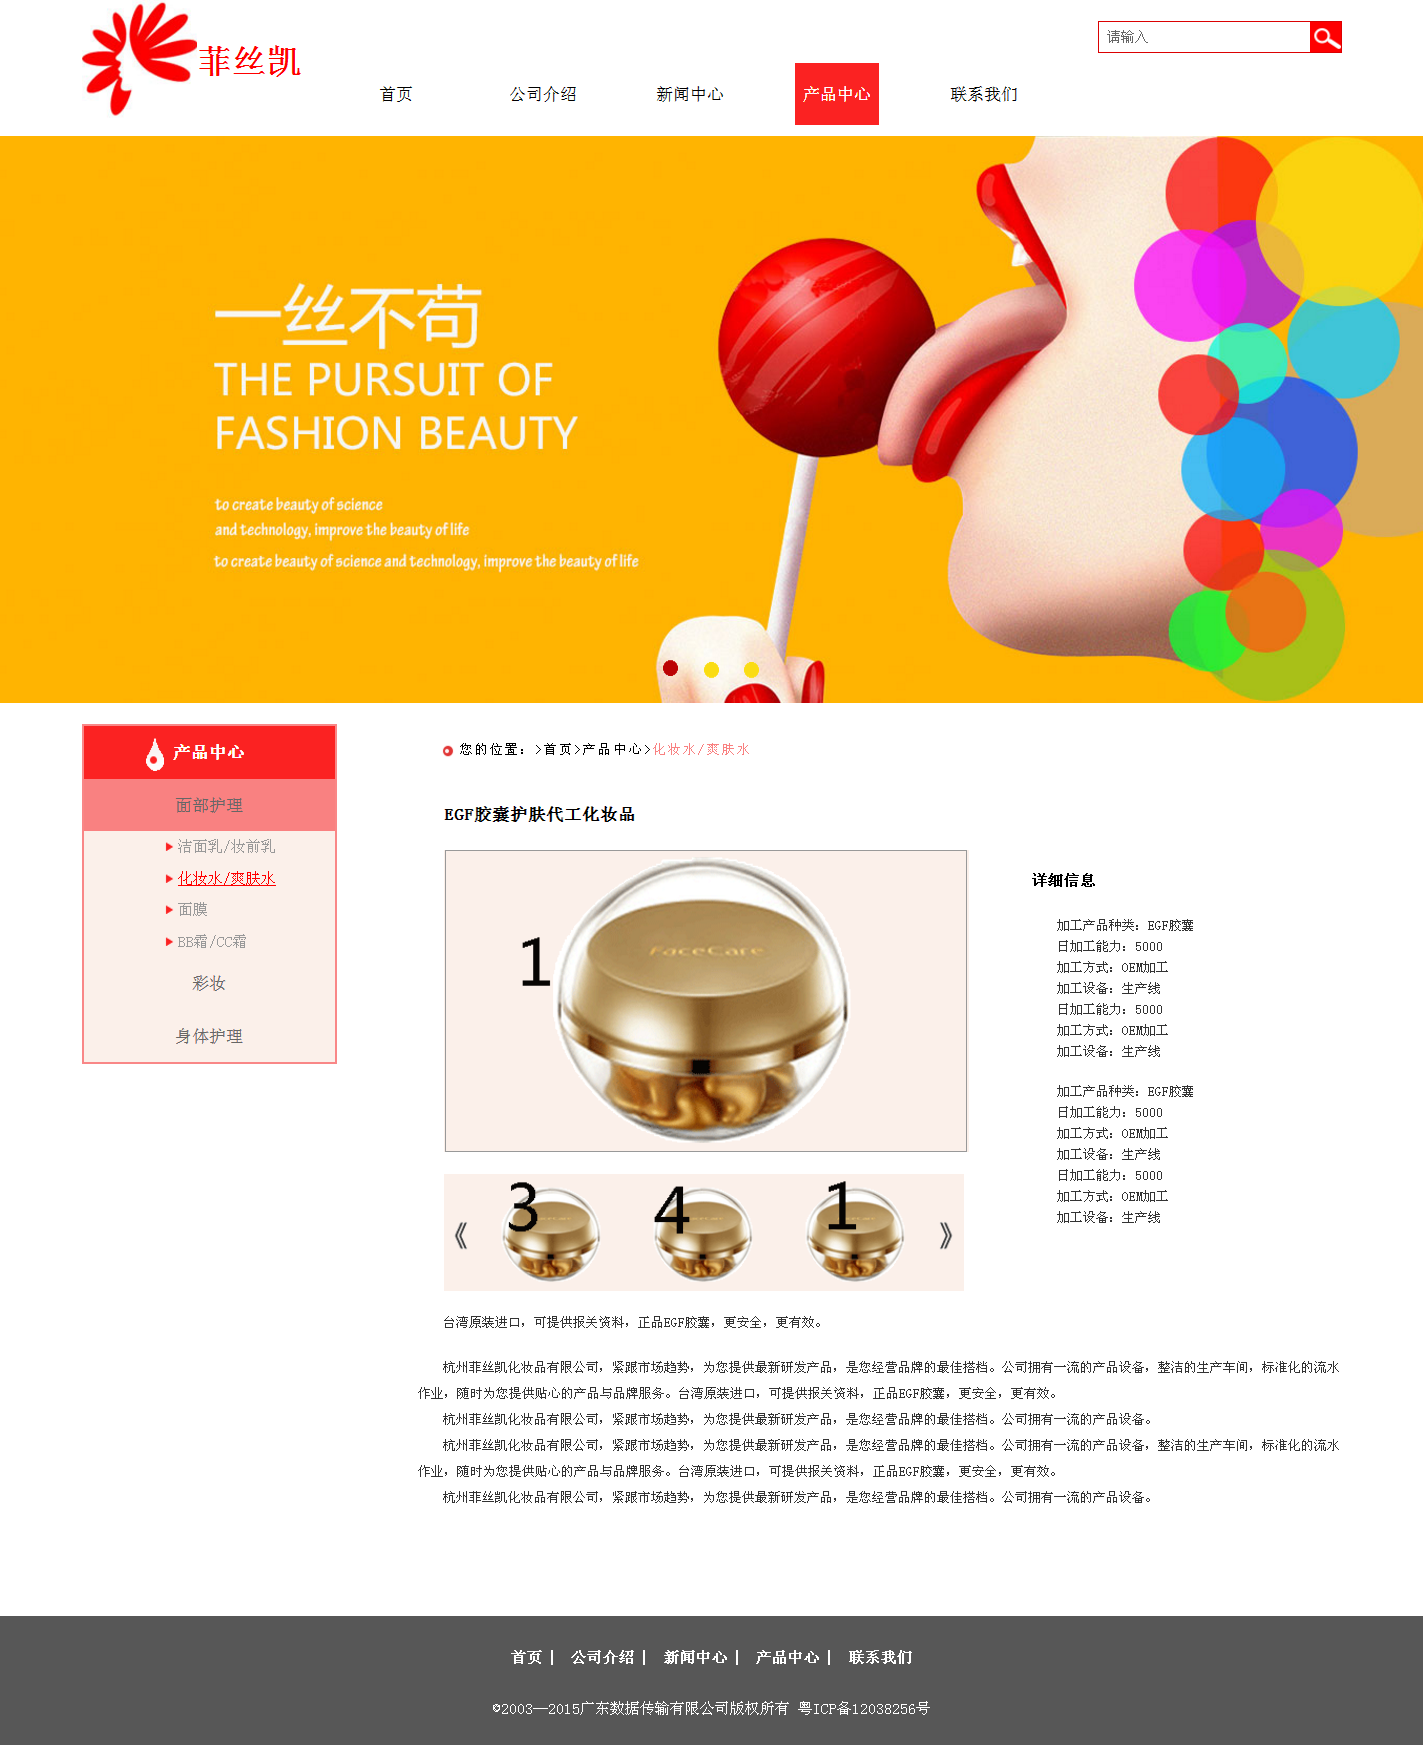 菲丝凯
请输入
首页 公司介绍 新闻中心 产品中心 联系我们
一丝不苟
THE PURSUIT OF
FASHION BEAUTY
to create beauty of science
and technology, improve the beauty of life
to create beauty of science and technology, improve the beauty of life
产品中心
面部护理
洁面乳/妆前乳
化妆水/爽肤水
面膜
BB霜/CC霜
彩妆
身体护理
您的位置：>首页>产品中心>化妆水/爽肤水
EGF胶囊护肤代工化妆品
1
FaceCare
详细信息
加工产品种类：EGF胶囊
日加工能力：5000
加工方式：OEM加工
加工设备：生产线
日加工能力：5000
加工方式：OEM加工
加工设备：生产线
加工产品种类：EGF胶囊
日加工能力：5000
加工方式：OEM加工
加工设备：生产线
日加工能力：5000
加工方式：OEM加工
加工设备：生产线
《 3 4 1 》
台湾原装进口，可提供报关资料，正品EGF胶囊，更安全，更有效。
杭州菲丝凯化妆品有限公司，紧跟市场趋势，为您提供最新研发产品，是您经营品牌的最佳搭档。公司拥有一流的产品设备，整洁的生产车间，标准化的流水
作业，随时为您提供贴心的产品与品牌服务。台湾原装进口，可提供报关资料，正品EGF胶囊，更安全，更有效。
杭州菲丝凯化妆品有限公司，紧跟市场趋势，为您提供最新研发产品，是您经营品牌的最佳搭档。公司拥有一流的产品设备。
杭州菲丝凯化妆品有限公司，紧跟市场趋势，为您提供最新研发产品，是您经营品牌的最佳搭档。公司拥有一流的产品设备，整洁的生产车间，标准化的流水
作业，随时为您提供贴心的产品与品牌服务。台湾原装进口，可提供报关资料，正品EGF胶囊，更安全，更有效。
杭州菲丝凯化妆品有限公司，紧跟市场趋势，为您提供最新研发产品，是您经营品牌的最佳搭档。公司拥有一流的产品设备。
首页 | 公司介绍 | 新闻中心 | 产品中心 | 联系我们
©2003—2015广东数据传输有限公司版权所有 粤ICP备12038256号